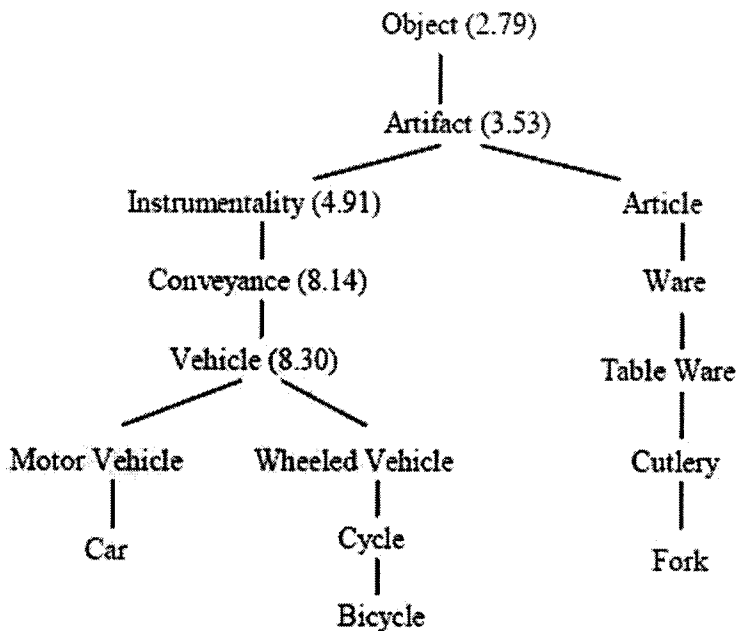 Object (2.79)
Artifact (3.53)
Instrumentality (4.91)
Article
Conveyance (8.14)
Ware
Vehicle (8.30)
Table Ware
Motor Vehicle
Wheeled Vehicle
Cutlery
Car
Cycle
Fork
Bicycle